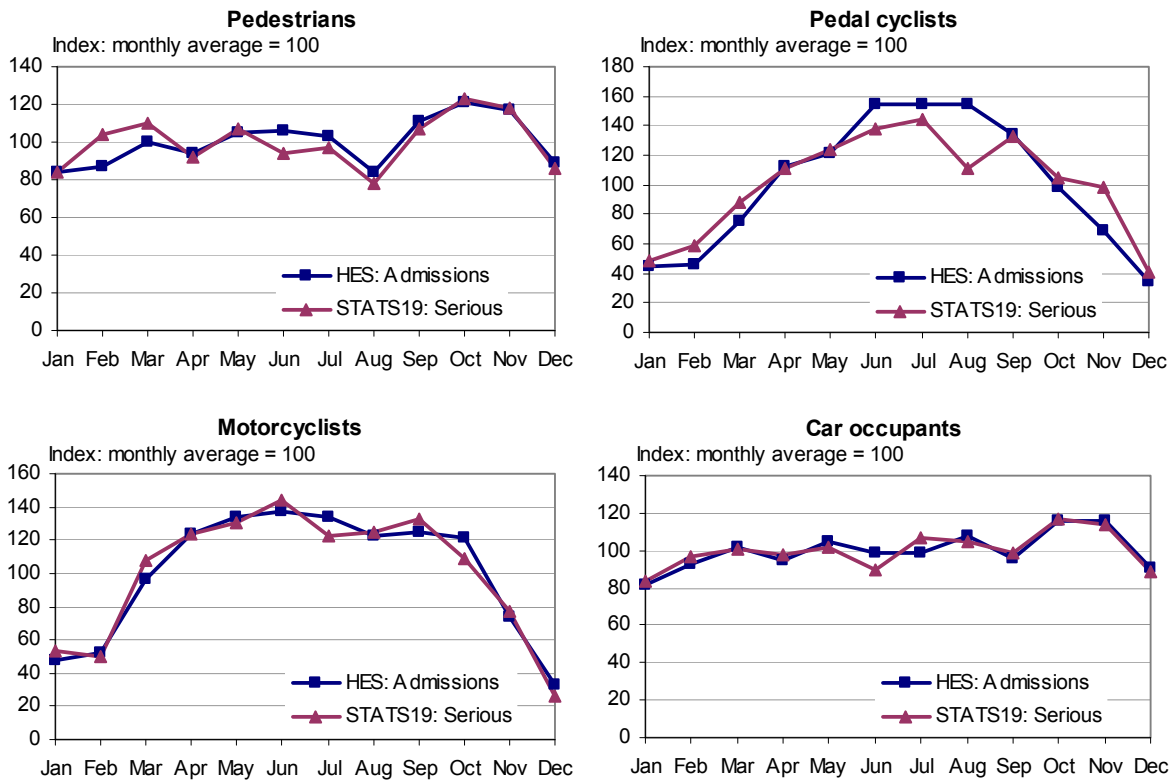 Pedestrians
Index: monthly average = 100
140
120
100
80
60
40
20
0
HES: Admissions
STATS19: Serious
Jan Feb Mar Apr May Jun Jul Aug Sep Oct Nov Dec
Pedal cyclists
Index: monthly average = 100
180
160
140
120
100
80
60
40
20
0
HES: Admissions
STATS19: Serious
Jan Feb Mar Apr May Jun Jul Aug Sep Oct Nov Dec
Motorcyclists
Index: monthly average = 100
160
140
120
100
80
60
40
20
0
HES: Admissions
STATS19: Serious
Jan Feb Mar Apr May Jun Jul Aug Sep Oct Nov Dec
Car occupants
Index: monthly average = 100
140
120
100
80
60
40
20
0
HES: Admissions
STATS19: Serious
Jan Feb Mar Apr May Jun Jul Aug Sep Oct Nov Dec